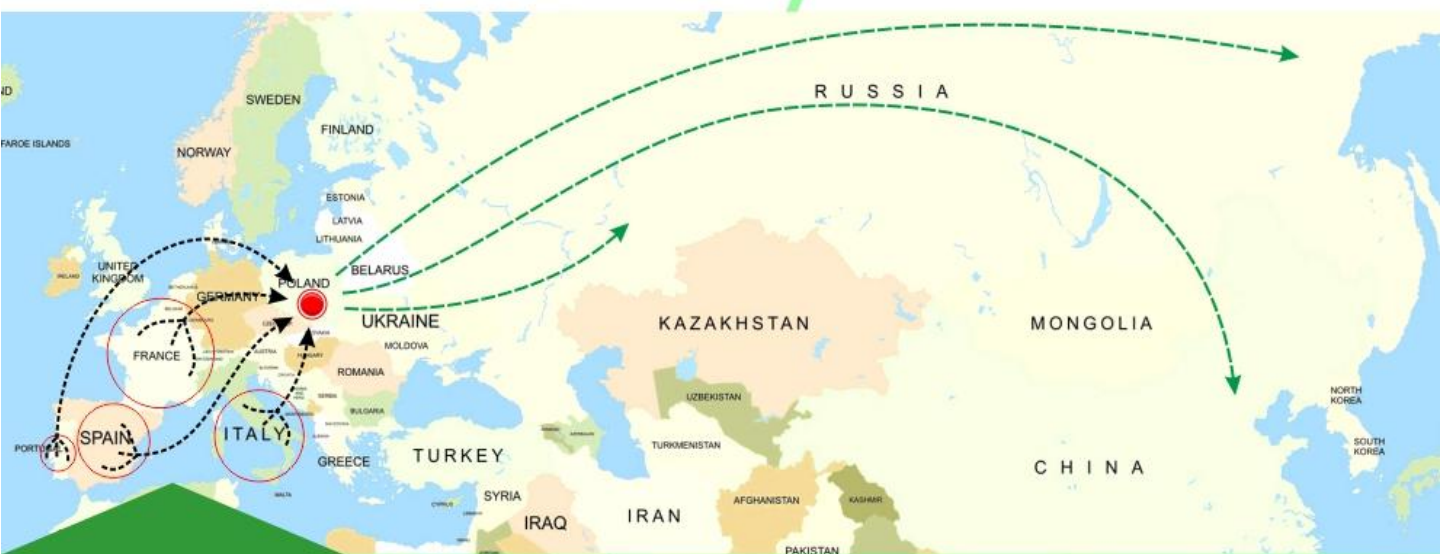 ND
SWEDEN
FINLAND
RUSSIA
FAROE ISLANDS
NORWAY
ESTONIA
LATVIA
LITHUANIA
UNITED
KINGDOM
IRELAND
BELARUS
POLAND
GERMANY
UKRAINE
KAZAKHSTAN
MONGOLIA
MOLDOVA
FRANCE
AUSTRIA
HUNGARY
ROMANIA
SERBIA
BULGARIA
UZBEKISTAN
NORTH
KOREA
SPAIN
ITALY
PORTUGAL
TURKMENISTAN
SOUTH
KOREA
GREECE
TURKEY
CHINA
MALTA
CYPRUS
SYRIA
IRAQ
IRAN
AFGHANISTAN
KASHMIR
PAKISTAN